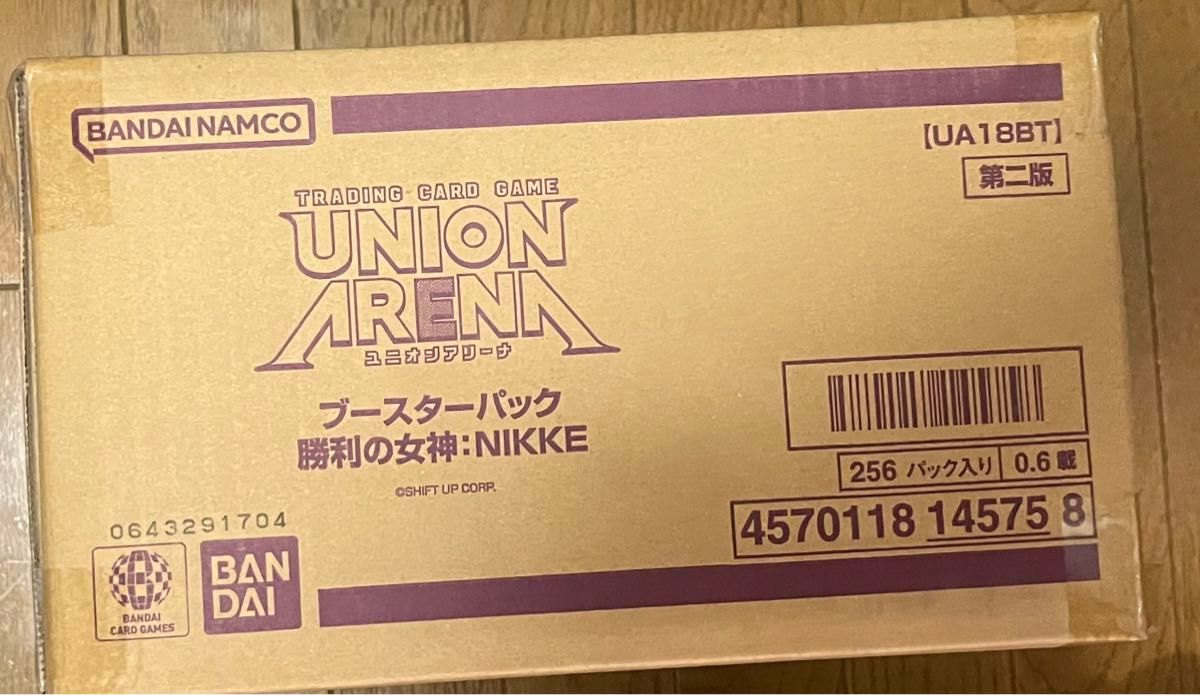 BANDAI NAMCO
【UA18BT】
第二版
TRADING CARD GAME
UNION
ARENA
ユニオンアリーナ
ブースターパック
勝利の女神:NIKKE
©SHIFT UP CORP.
256 パック入り
0.6 載
4570118 14575 8
0643291704
BANDAI
CARD GAMES
BAN
DAI